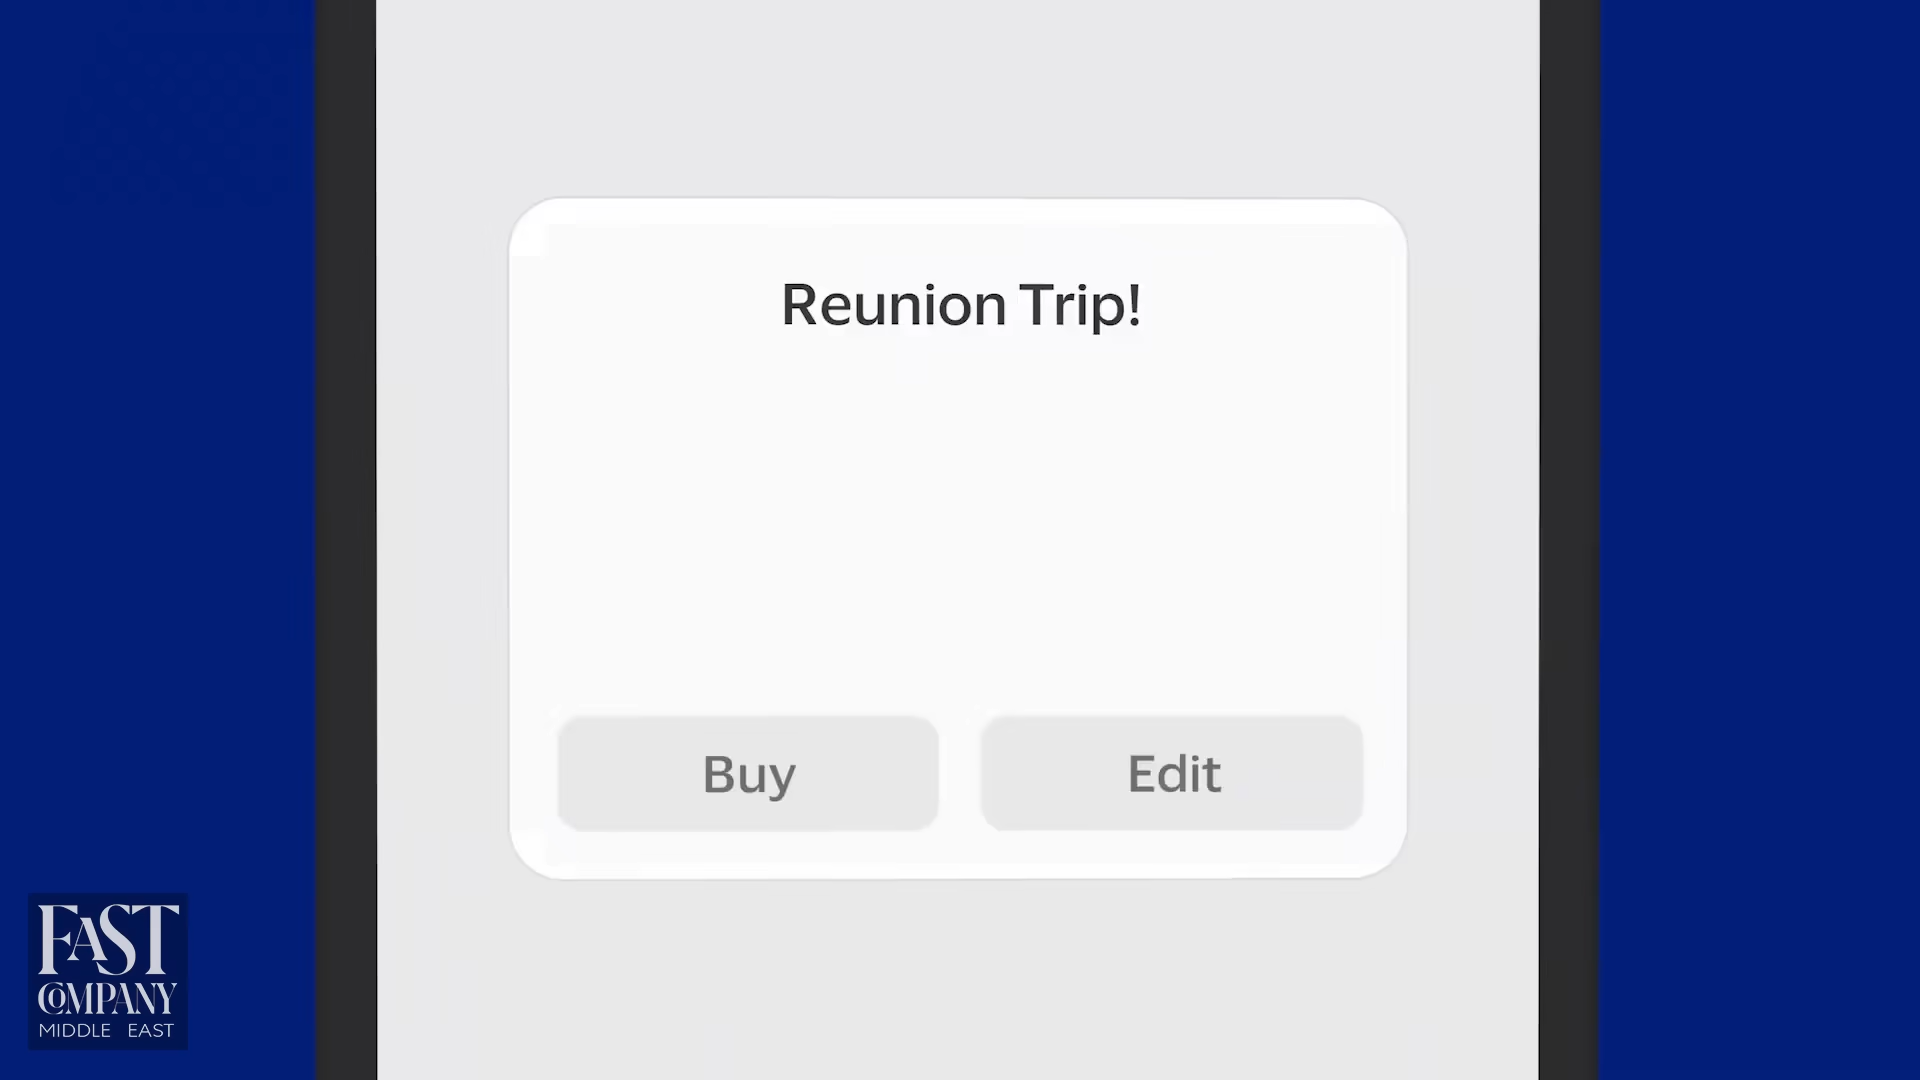 Reunion Trip!
Buy
Edit
FAST
COMPANY
MIDDLE EAST